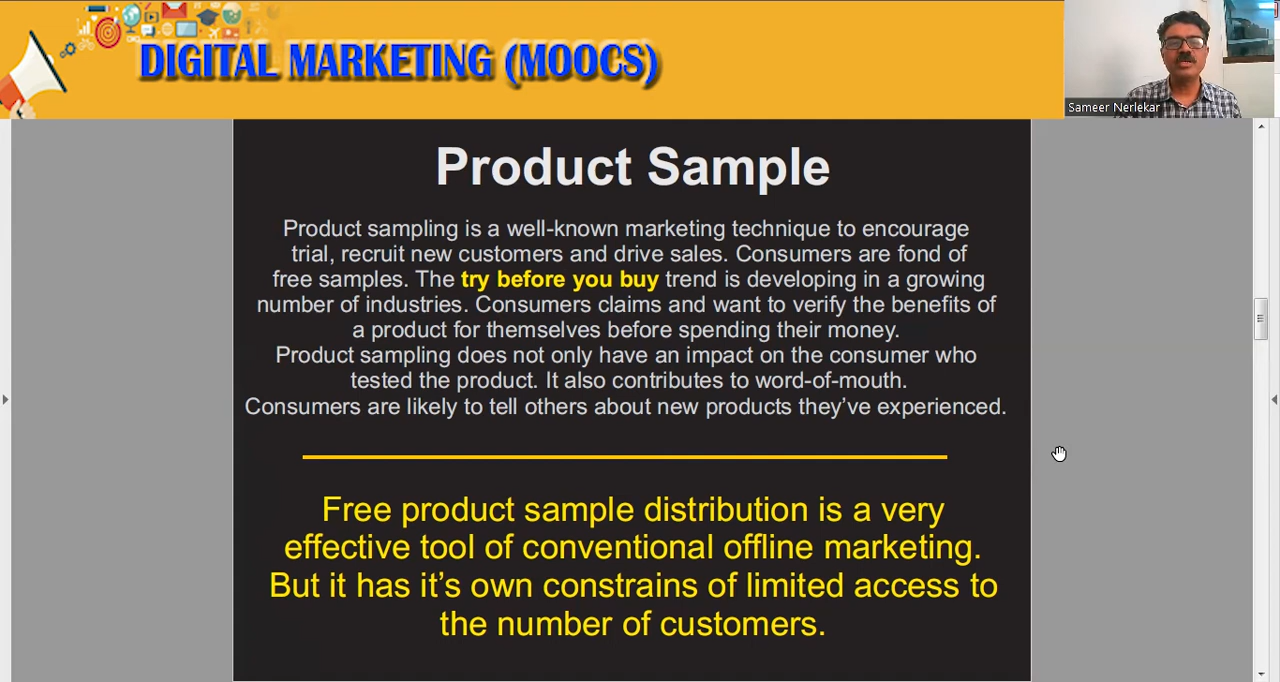 DIGITAL MARKETING (MOOCS)
Sameer Nerlekar
Product Sample
Product sampling is a well-known marketing technique to encourage
trial, recruit new customers and drive sales. Consumers are fond of
free samples. The try before you buy trend is developing in a growing
number of industries. Consumers claims and want to verify the benefits of
a product for themselves before spending their money.
Product sampling does not only have an impact on the consumer who
tested the product. It also contributes to word-of-mouth.
Consumers are likely to tell others about new products they’ve experienced.
Free product sample distribution is a very
effective tool of conventional offline marketing.
But it has it’s own constrains of limited access to
the number of customers.